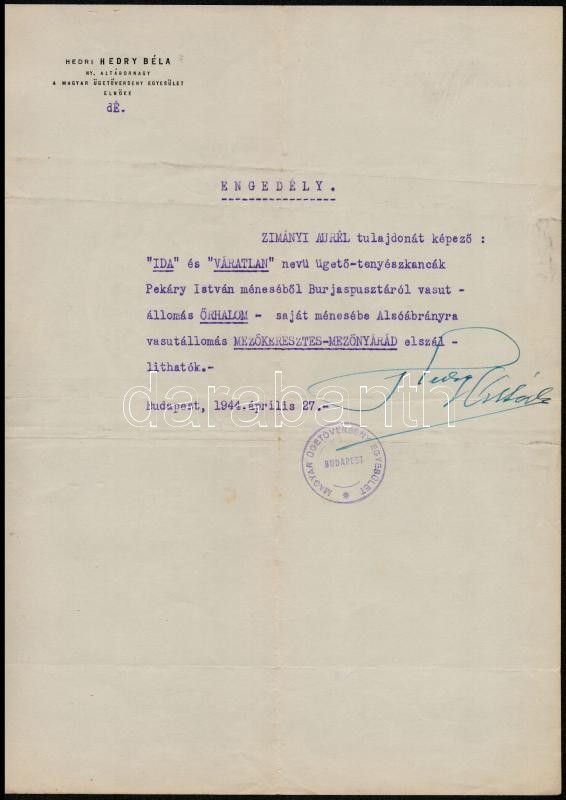 HEDRI HEDRY BÉLA
NY. ALTÁBORNAGY
A MAGYAR ÜGETŐVERSENY EGYESÜLET
ELNÖKE
dÉ.
ENGEDÉLY.
ZIMÁNYI AURÉL tulajdonát képező :
"IDA" és "VÁRATLAN" nevü ügető-tenyészkancák
Pekáry István méneséből Burjaspusztáról vasut -
állomás ŐRHALOM - saját ménesébe Alsóábrányra
vasutállomás MEZŐKERESZTES-MEZŐNYÁRÁD elszál -
lithatók.-
darabanth
Budapest, 1944.április 27.-
MAGYAR ÜGETŐVERSENY EGYESÜLET
BUDAPEST